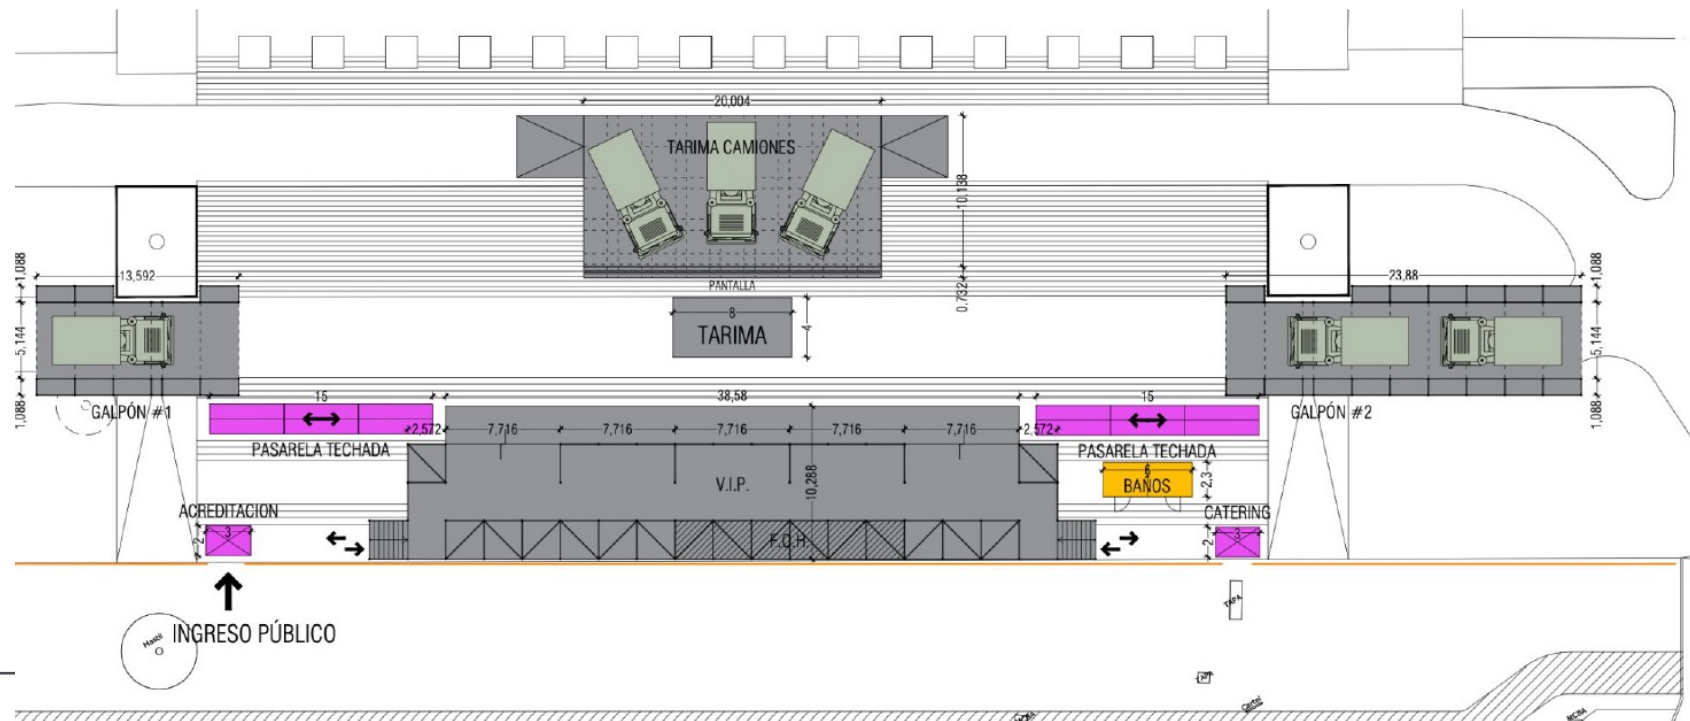 20,004
TARIMA CAMIONES
10,138
PANTALLA
0,732
8
TARIMA
4
1,088
13,592
5,144
1,088
GALPÓN #1
23,88
1,088
5,144
1,088
GALPÓN #2
15
38,58
15
PASARELA TECHADA
2,572
7,716
7,716
7,716
7,716
7,716
2,572
PASARELA TECHADA
V.I.P.
10,288
6
BAÑOS
2,3
ACREDITACION
3
2
F.O.H.
CATERING
3
2
INGRESO PÚBLICO
Mastil
TAPA
Cartel